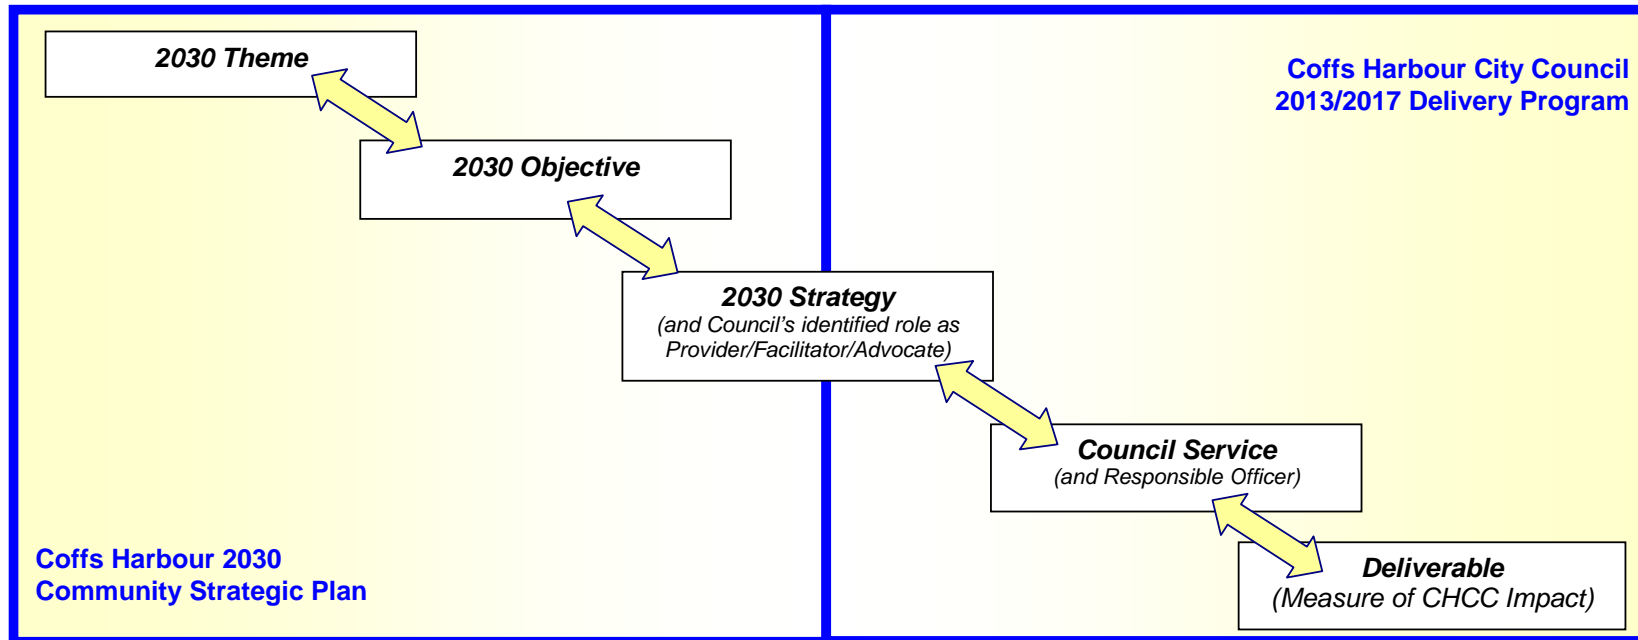 2030 Theme
Coffs Harbour City Council
2013/2017 Delivery Program
2030 Objective
2030 Strategy
(and Council’s identified role as
Provider/Facilitator/Advocate)
Council Service
(and Responsible Officer)
Coffs Harbour 2030
Community Strategic Plan
Deliverable
(Measure of CHCC Impact)